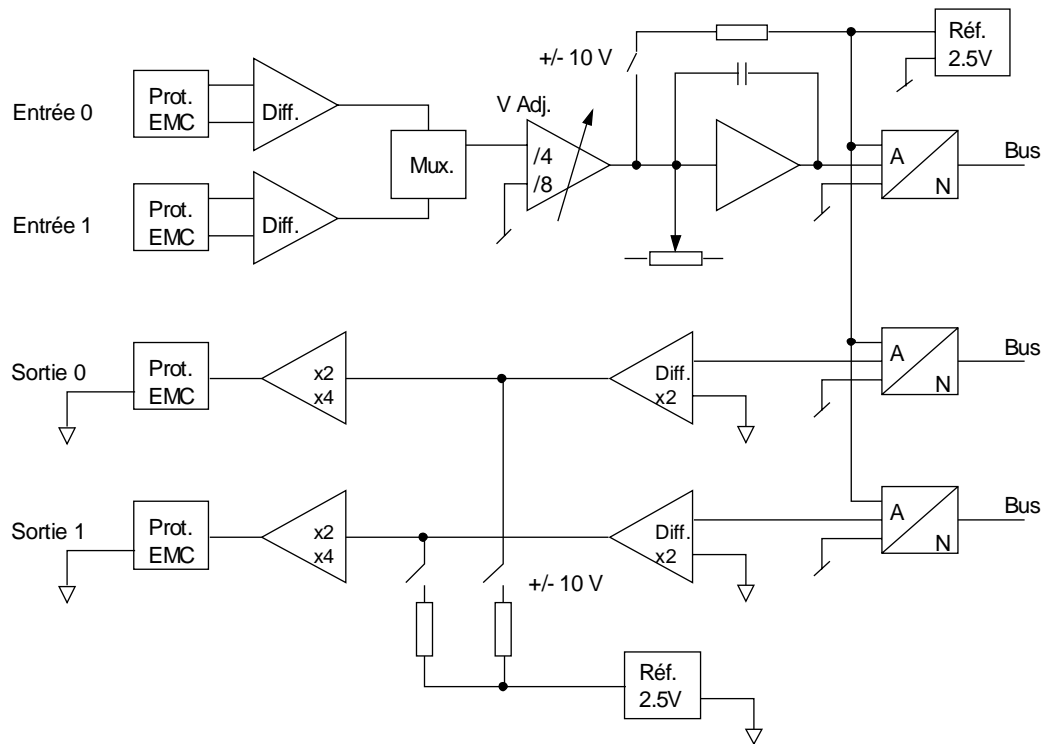 Réf.
2.5V
+/- 10 V
Entrée 0
Prot.
EMC
Diff.
V Adj.
/4
/8
Mux.
A
N
Bus
Entrée 1
Prot.
EMC
Diff.
Sortie 0
Prot.
EMC
x2
x4
Diff.
x2
A
N
Bus
Sortie 1
Prot.
EMC
x2
x4
Diff.
x2
A
N
Bus
+/- 10 V
Réf.
2.5V